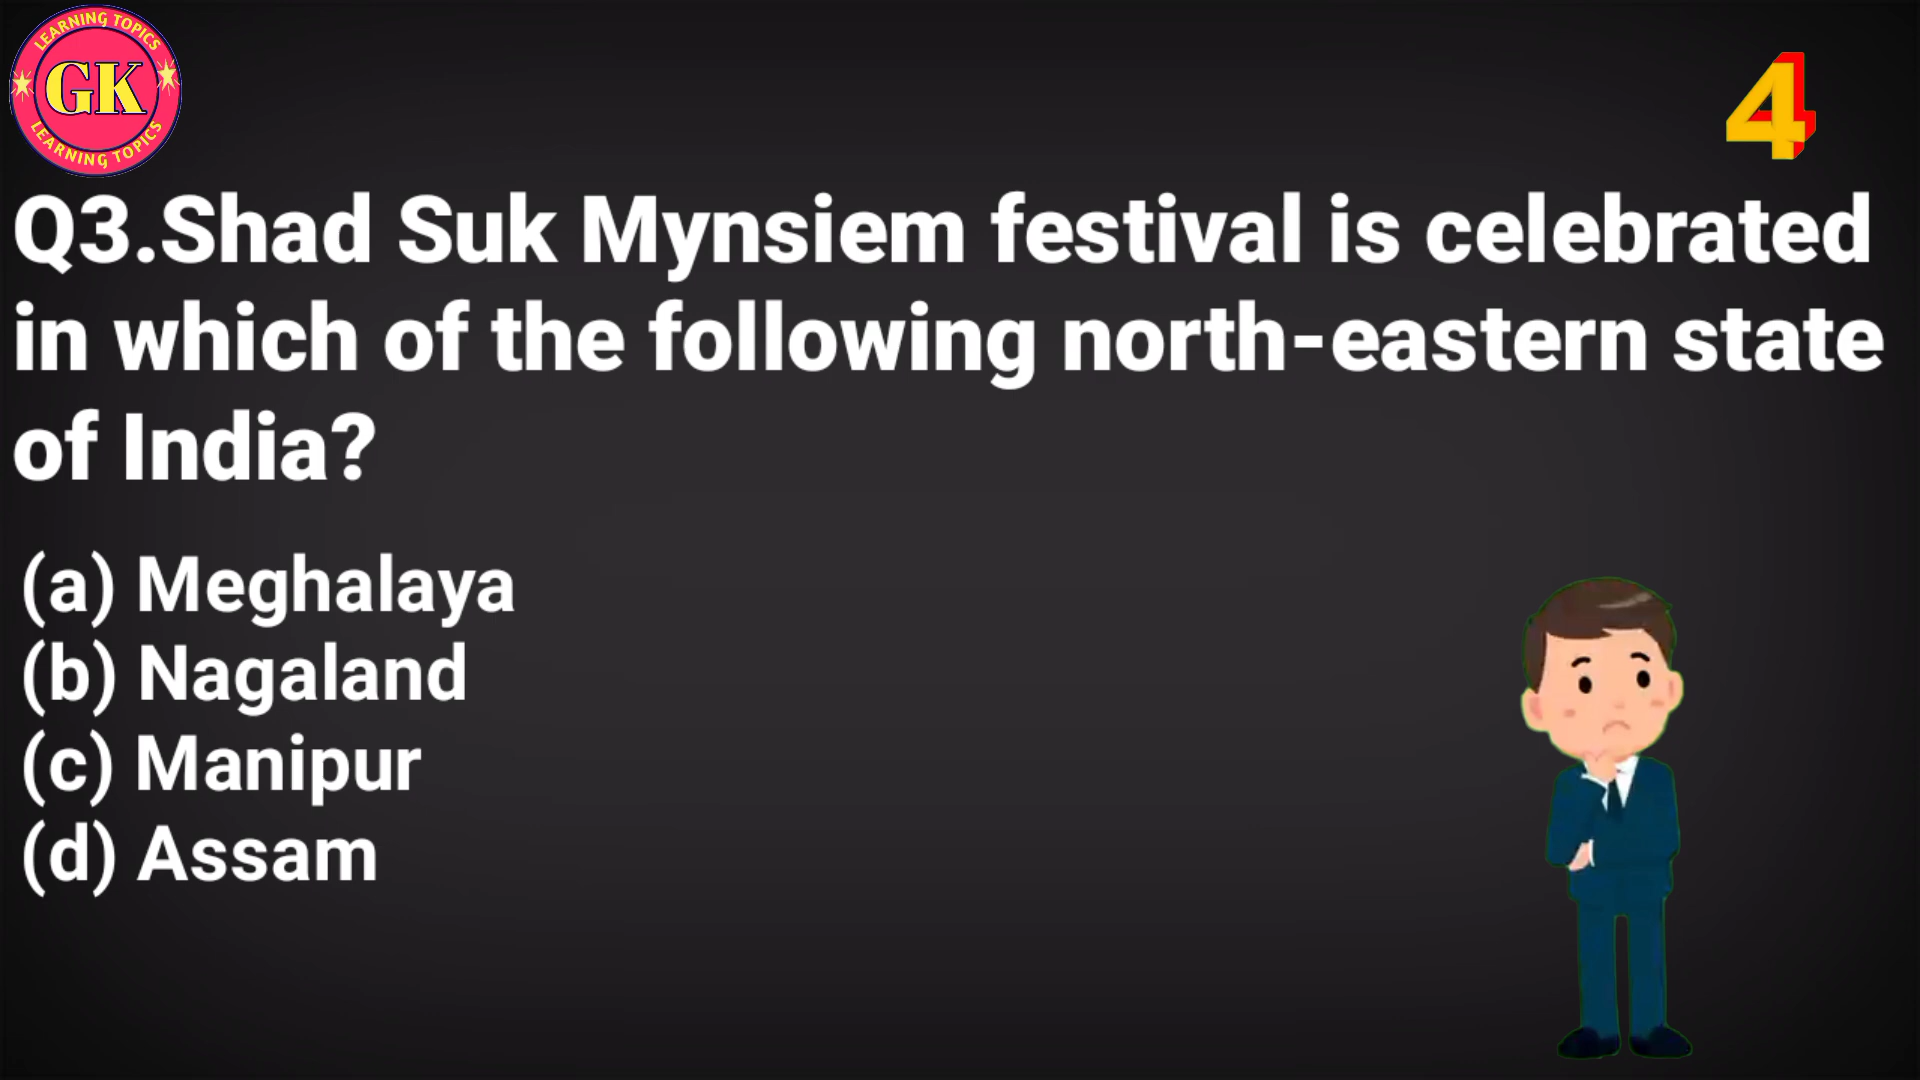 LEARNING TOPICS
GK
LEARNING TOPICS
4
Q3.Shad Suk Mynsiem festival is celebrated
in which of the following north-eastern state
of India?
(a) Meghalaya
(b) Nagaland
(c) Manipur
(d) Assam